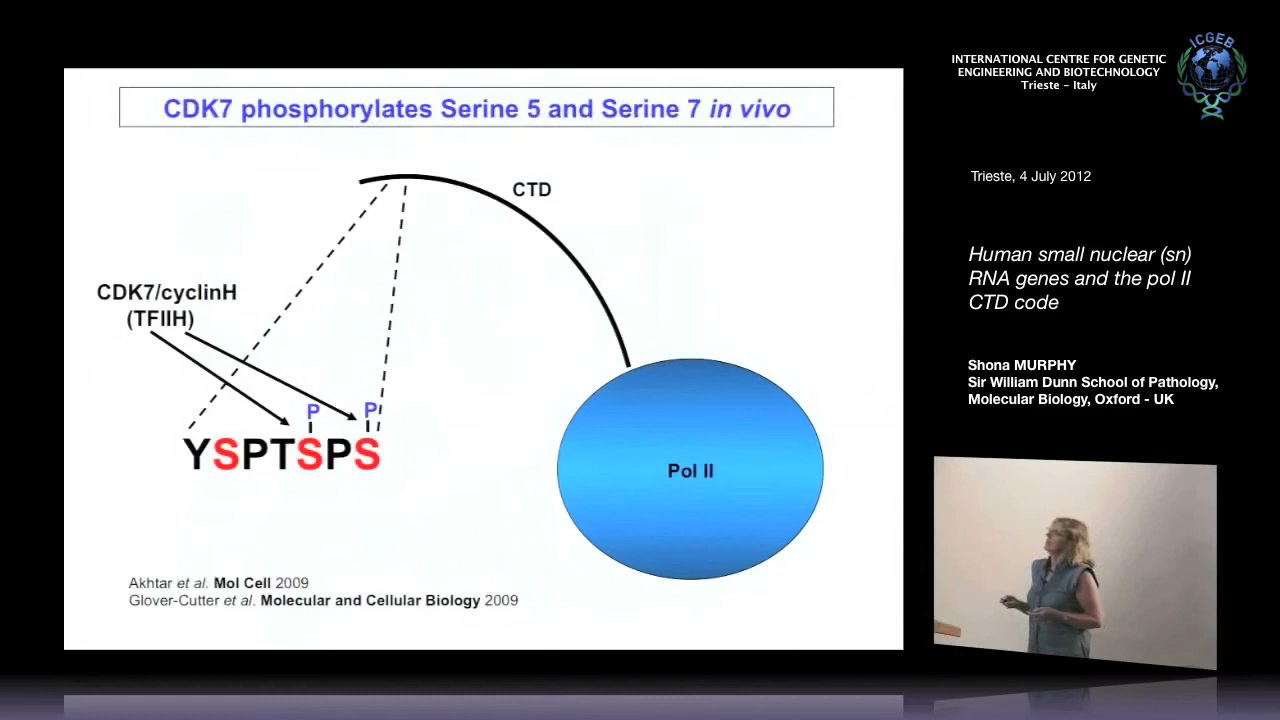 CDK7 phosphorylates Serine 5 and Serine 7 in vivo
CTD
CDK7/cyclinH
(TFIIH)
P P
YSPTSPS
Pol II
Akhtar et al. Mol Cell 2009
Glover-Cutter et al. Molecular and Cellular Biology 2009
INTERNATIONAL CENTRE FOR GENETIC
ENGINEERING AND BIOTECHNOLOGY
Trieste - Italy
ICGEB
Trieste, 4 July 2012
Human small nuclear (sn)
RNA genes and the pol II
CTD code
Shona MURPHY
Sir William Dunn School of Pathology,
Molecular Biology, Oxford - UK